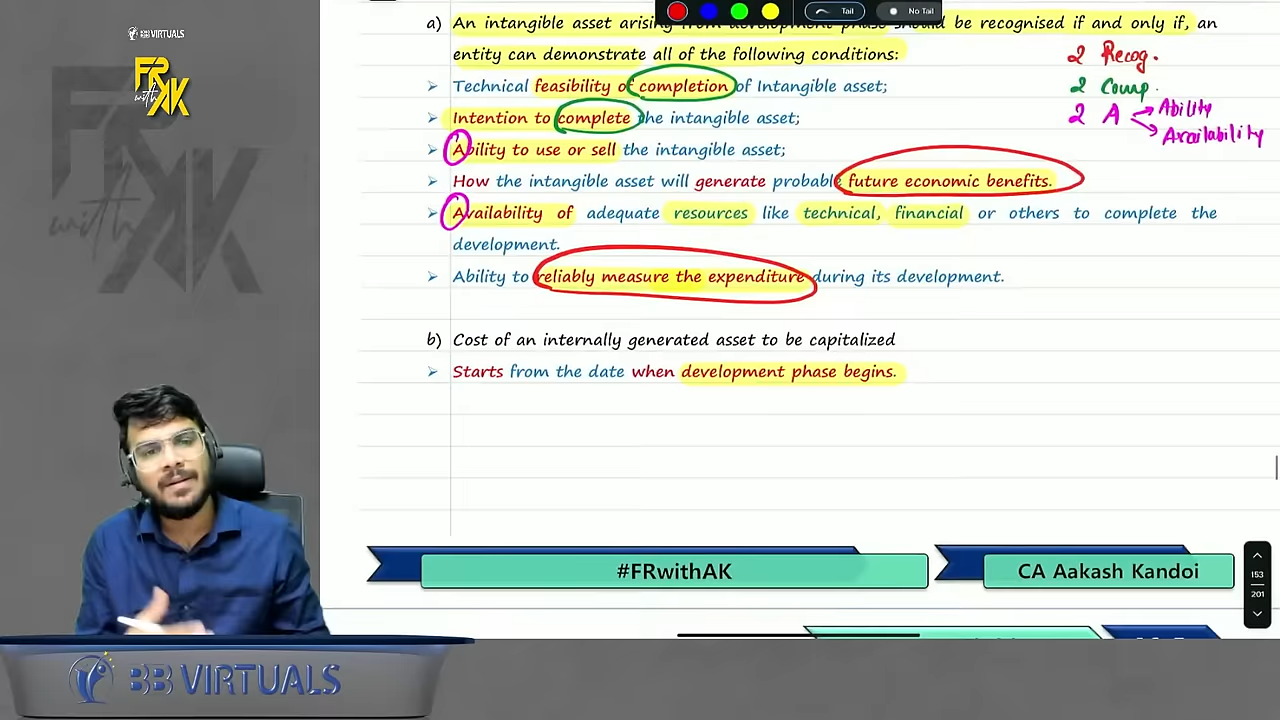 BB VIRTUALS
FR
with
AK
FR
with
AK
Tail
No Tail
a) An intangible asset arising from development phase should be recognised if and only if, an
entity can demonstrate all of the following conditions:
➢ Technical feasibility of completion of Intangible asset;
➢ Intention to complete the intangible asset;
➢ Ability to use or sell the intangible asset;
➢ How the intangible asset will generate probable future economic benefits.
➢ Availability of adequate resources like technical, financial or others to complete the
development.
➢ Ability to reliably measure the expenditure during its development.
2 Recog.
2 Comp.
2 A Ability
Availability
b) Cost of an internally generated asset to be capitalized
➢ Starts from the date when development phase begins.
#FRwithAK
CA Aakash Kandoi
153
201
BB VIRTUALS